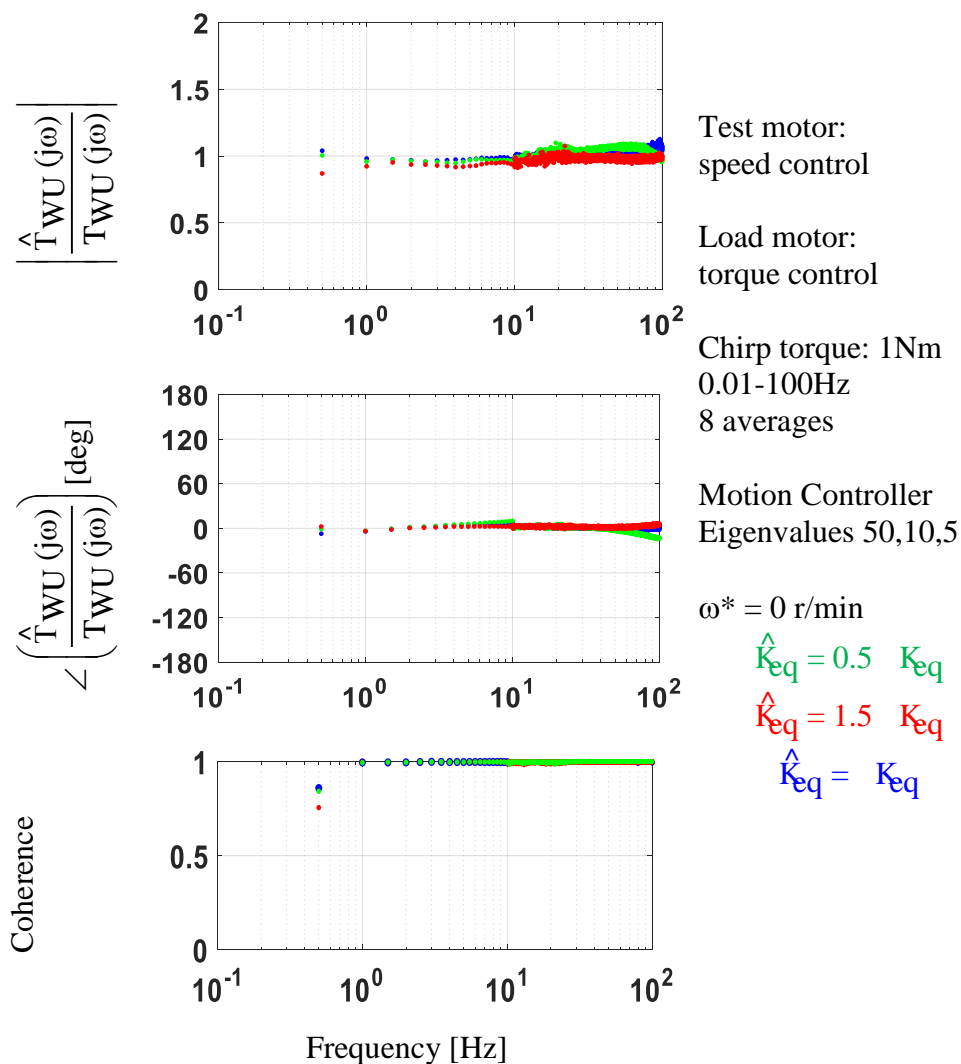 2
1.5
1
0.5
0
10^-1 10^0 10^1 10^2
|T̂WU (jω) / TWU (jω)|
180
120
60
0
-60
-120
-180
10^-1 10^0 10^1 10^2
∠(T̂WU (jω) / TWU (jω)) [deg]
1
0.5
0
10^-1 10^0 10^1 10^2
Coherence
Frequency [Hz]
Test motor:
speed control
Load motor:
torque control
Chirp torque: 1Nm
0.01-100Hz
8 averages
Motion Controller
Eigenvalues 50,10,5
ω* = 0 r/min
K̂eq = 0.5 Keq
K̂eq = 1.5 Keq
K̂eq = Keq